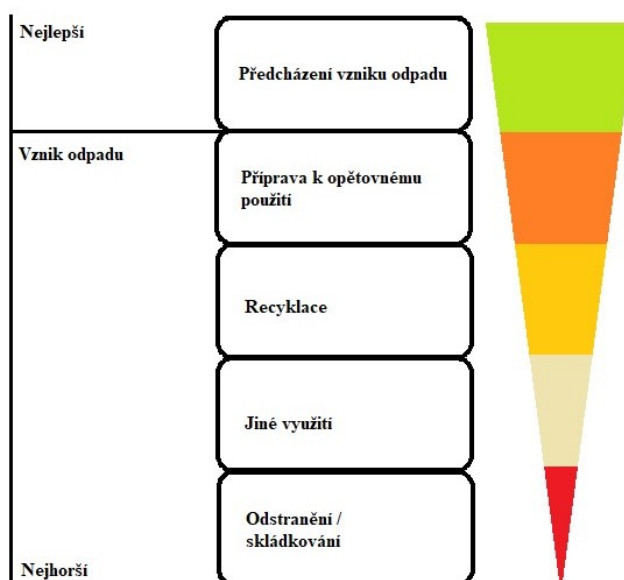 Nejlepší
Předcházení vzniku odpadu
Vznik odpadu
Příprava k opětovnému
použití
Recyklace
Jiné využití
Odstranění /
skládkování
Nejhorší